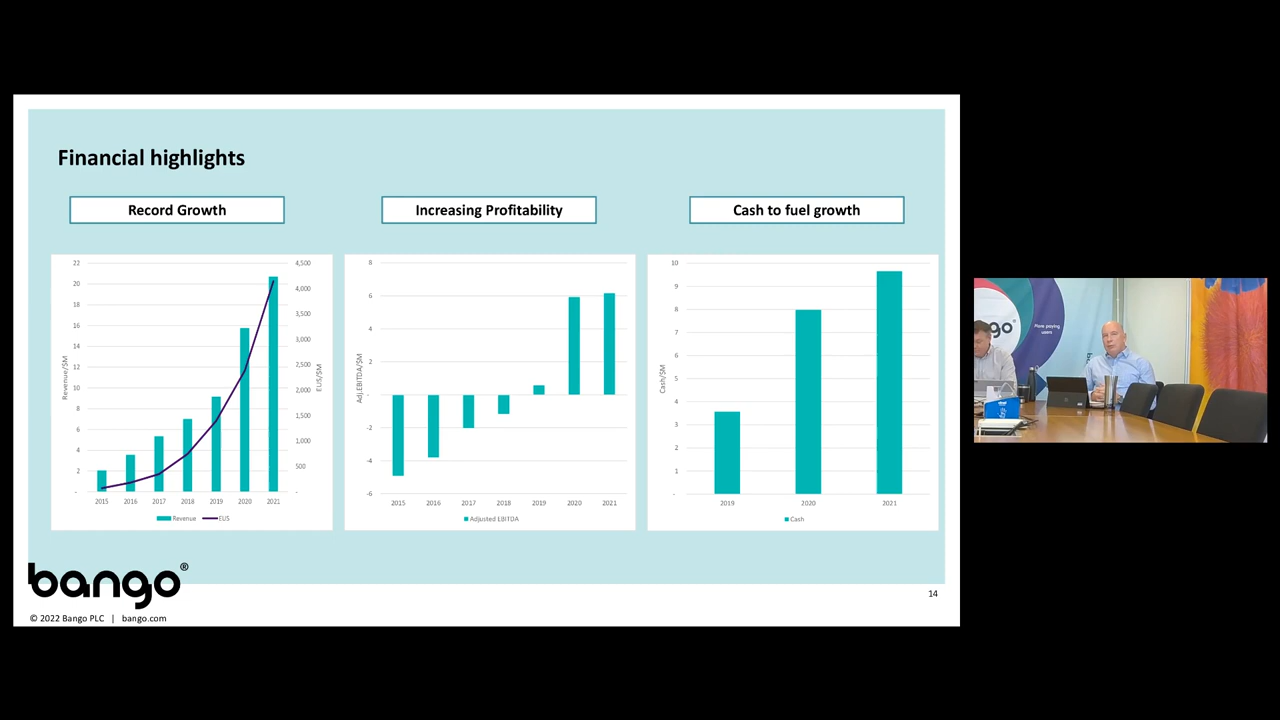 Financial highlights
Record Growth
Increasing Profitability
Cash to fuel growth
22
20
18
16
14
12
10
8
6
4
2
-
Revenue/$M
4,500
4,000
3,500
3,000
2,500
2,000
1,500
1,000
500
-
EUS/$M
2015 2016 2017 2018 2019 2020 2021
Revenue EUS
8
6
4
2
-
-2
-4
-6
Adj.EBITDA/$M
2015 2016 2017 2018 2019 2020 2021
Adjusted EBITDA
10
9
8
7
6
5
4
3
2
1
-
Cash/$M
2019 2020 2021
Cash
bango®
14
© 2022 Bango PLC | bango.com
ngo®
More paying
users